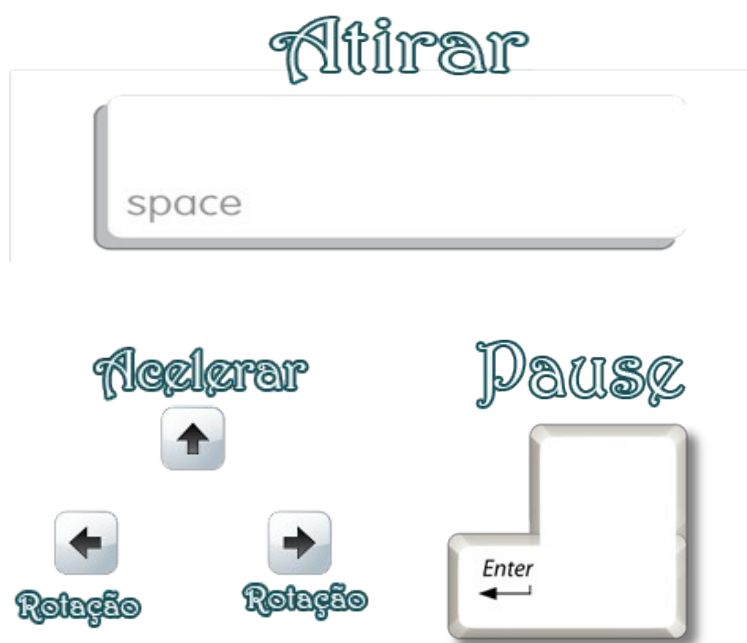 Atirar
space
Acelerar
Pause
Enter
Rotação
Rotação